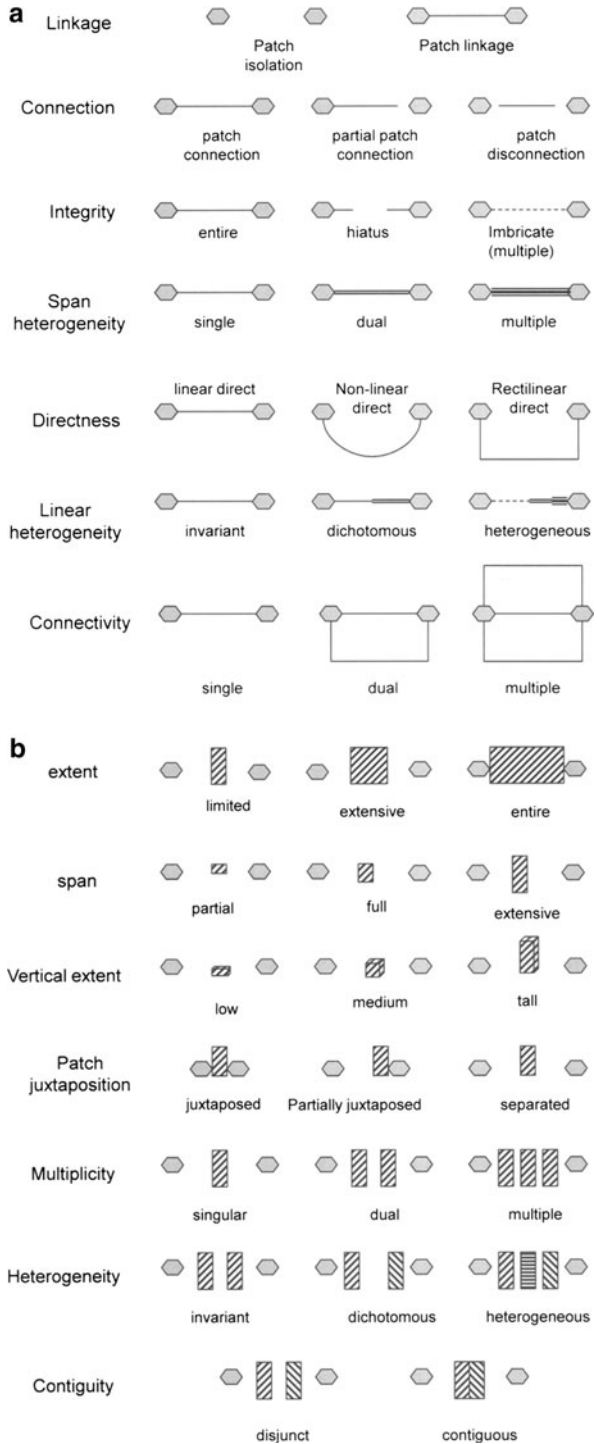 a
Linkage
Patch
isolation
Patch linkage
Connection
patch
connection
partial patch
connection
patch
disconnection
Integrity
entire
hiatus
Imbricate
(multiple)
Span
heterogeneity
single
dual
multiple
Directness
linear direct
Non-linear
direct
Rectilinear
direct
Linear
heterogeneity
invariant
dichotomous
heterogeneous
Connectivity
single
dual
multiple
b
extent
limited
extensive
entire
span
partial
full
extensive
Vertical extent
low
medium
tall
Patch
juxtaposition
juxtaposed
Partially juxtaposed
separated
Multiplicity
singular
dual
multiple
Heterogeneity
invariant
dichotomous
heterogeneous
Contiguity
disjunct
contiguous